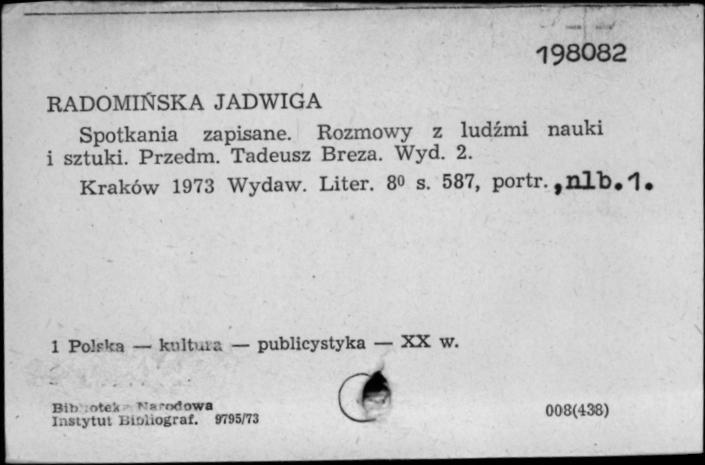 198082
RADOMIŃSKA JADWIGA
Spotkania zapisane. Rozmowy z ludźmi nauki
i sztuki. Przedm. Tadeusz Breza. Wyd. 2.
Kraków 1973 Wydaw. Liter. 8⁰ s. 587, portr. ,nlb.1.
1 Polska — kultura — publicystyka — XX w.
Biblioteka Narodowa
Instytut Bibliograf. 9795/73
008(438)